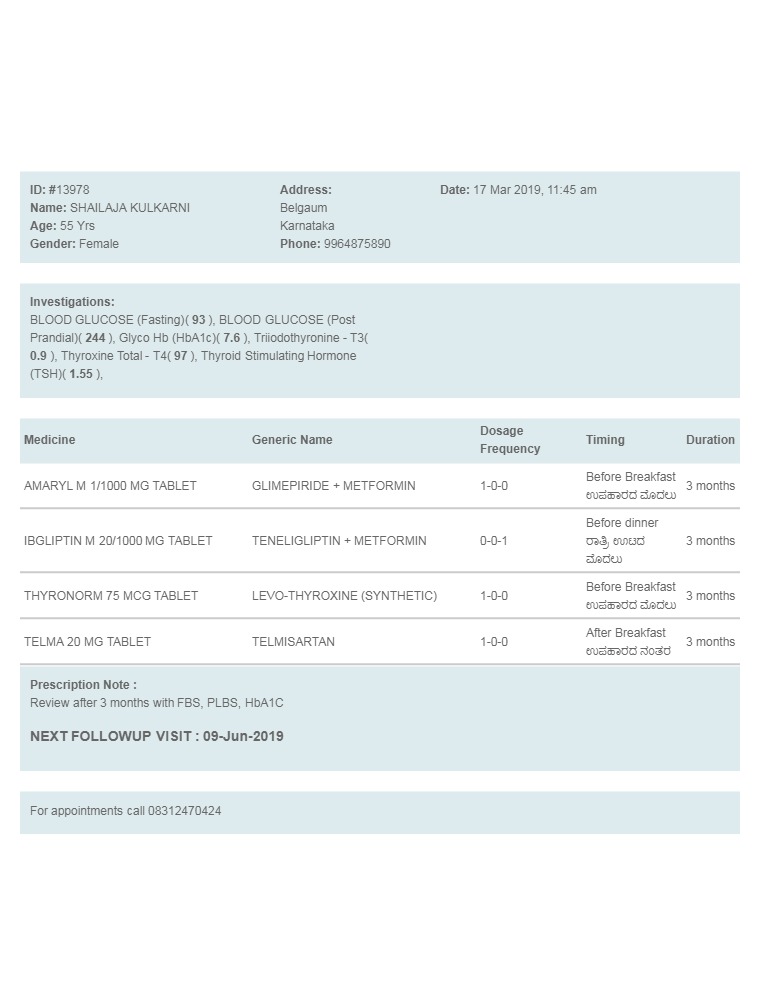 ID: #13978
Name: SHAILAJA KULKARNI
Age: 55 Yrs
Gender: Female
Address:
Belgaum
Karnataka
Phone: 9964875890
Date: 17 Mar 2019, 11:45 am
Investigations:
BLOOD GLUCOSE (Fasting)( 93 ), BLOOD GLUCOSE (Post
Prandial)( 244 ), Glyco Hb (HbA1c)( 7.6 ), Triiodothyronine - T3(
0.9 ), Thyroxine Total - T4( 97 ), Thyroid Stimulating Hormone
(TSH)( 1.55 ),
Medicine Generic Name Dosage Frequency Timing Duration
AMARYL M 1/1000 MG TABLET GLIMEPIRIDE + METFORMIN 1-0-0 Before Breakfast 3 months
ಉಪಹಾರದ ಮೊದಲು
IBGLIPTIN M 20/1000 MG TABLET TENELIGLIPTIN + METFORMIN 0-0-1 Before dinner 3 months
ರಾತ್ರಿ ಊಟದ
ಮೊದಲು
THYRONORM 75 MCG TABLET LEVO-THYROXINE (SYNTHETIC) 1-0-0 Before Breakfast 3 months
ಉಪಹಾರದ ಮೊದಲು
TELMA 20 MG TABLET TELMISARTAN 1-0-0 After Breakfast 3 months
ಉಪಹಾರದ ನಂತರ
Prescription Note :
Review after 3 months with FBS, PLBS, HbA1C
NEXT FOLLOWUP VISIT : 09-Jun-2019
For appointments call 08312470424